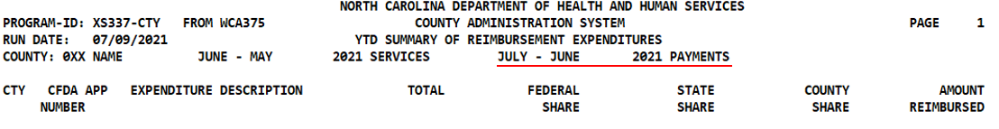 NORTH CAROLINA DEPARTMENT OF HEALTH AND HUMAN SERVICES
PROGRAM-ID: XS337-CTY FROM WCA375 COUNTY ADMINISTRATION SYSTEM PAGE 1
RUN DATE: 07/09/2021 YTD SUMMARY OF REIMBURSEMENT EXPENDITURES
COUNTY: 0XX NAME JUNE - MAY 2021 SERVICES JULY - JUNE 2021 PAYMENTS
CTY CFDA APP EXPENDITURE DESCRIPTION TOTAL FEDERAL STATE COUNTY AMOUNT
NUMBER SHARE SHARE SHARE REIMBURSED